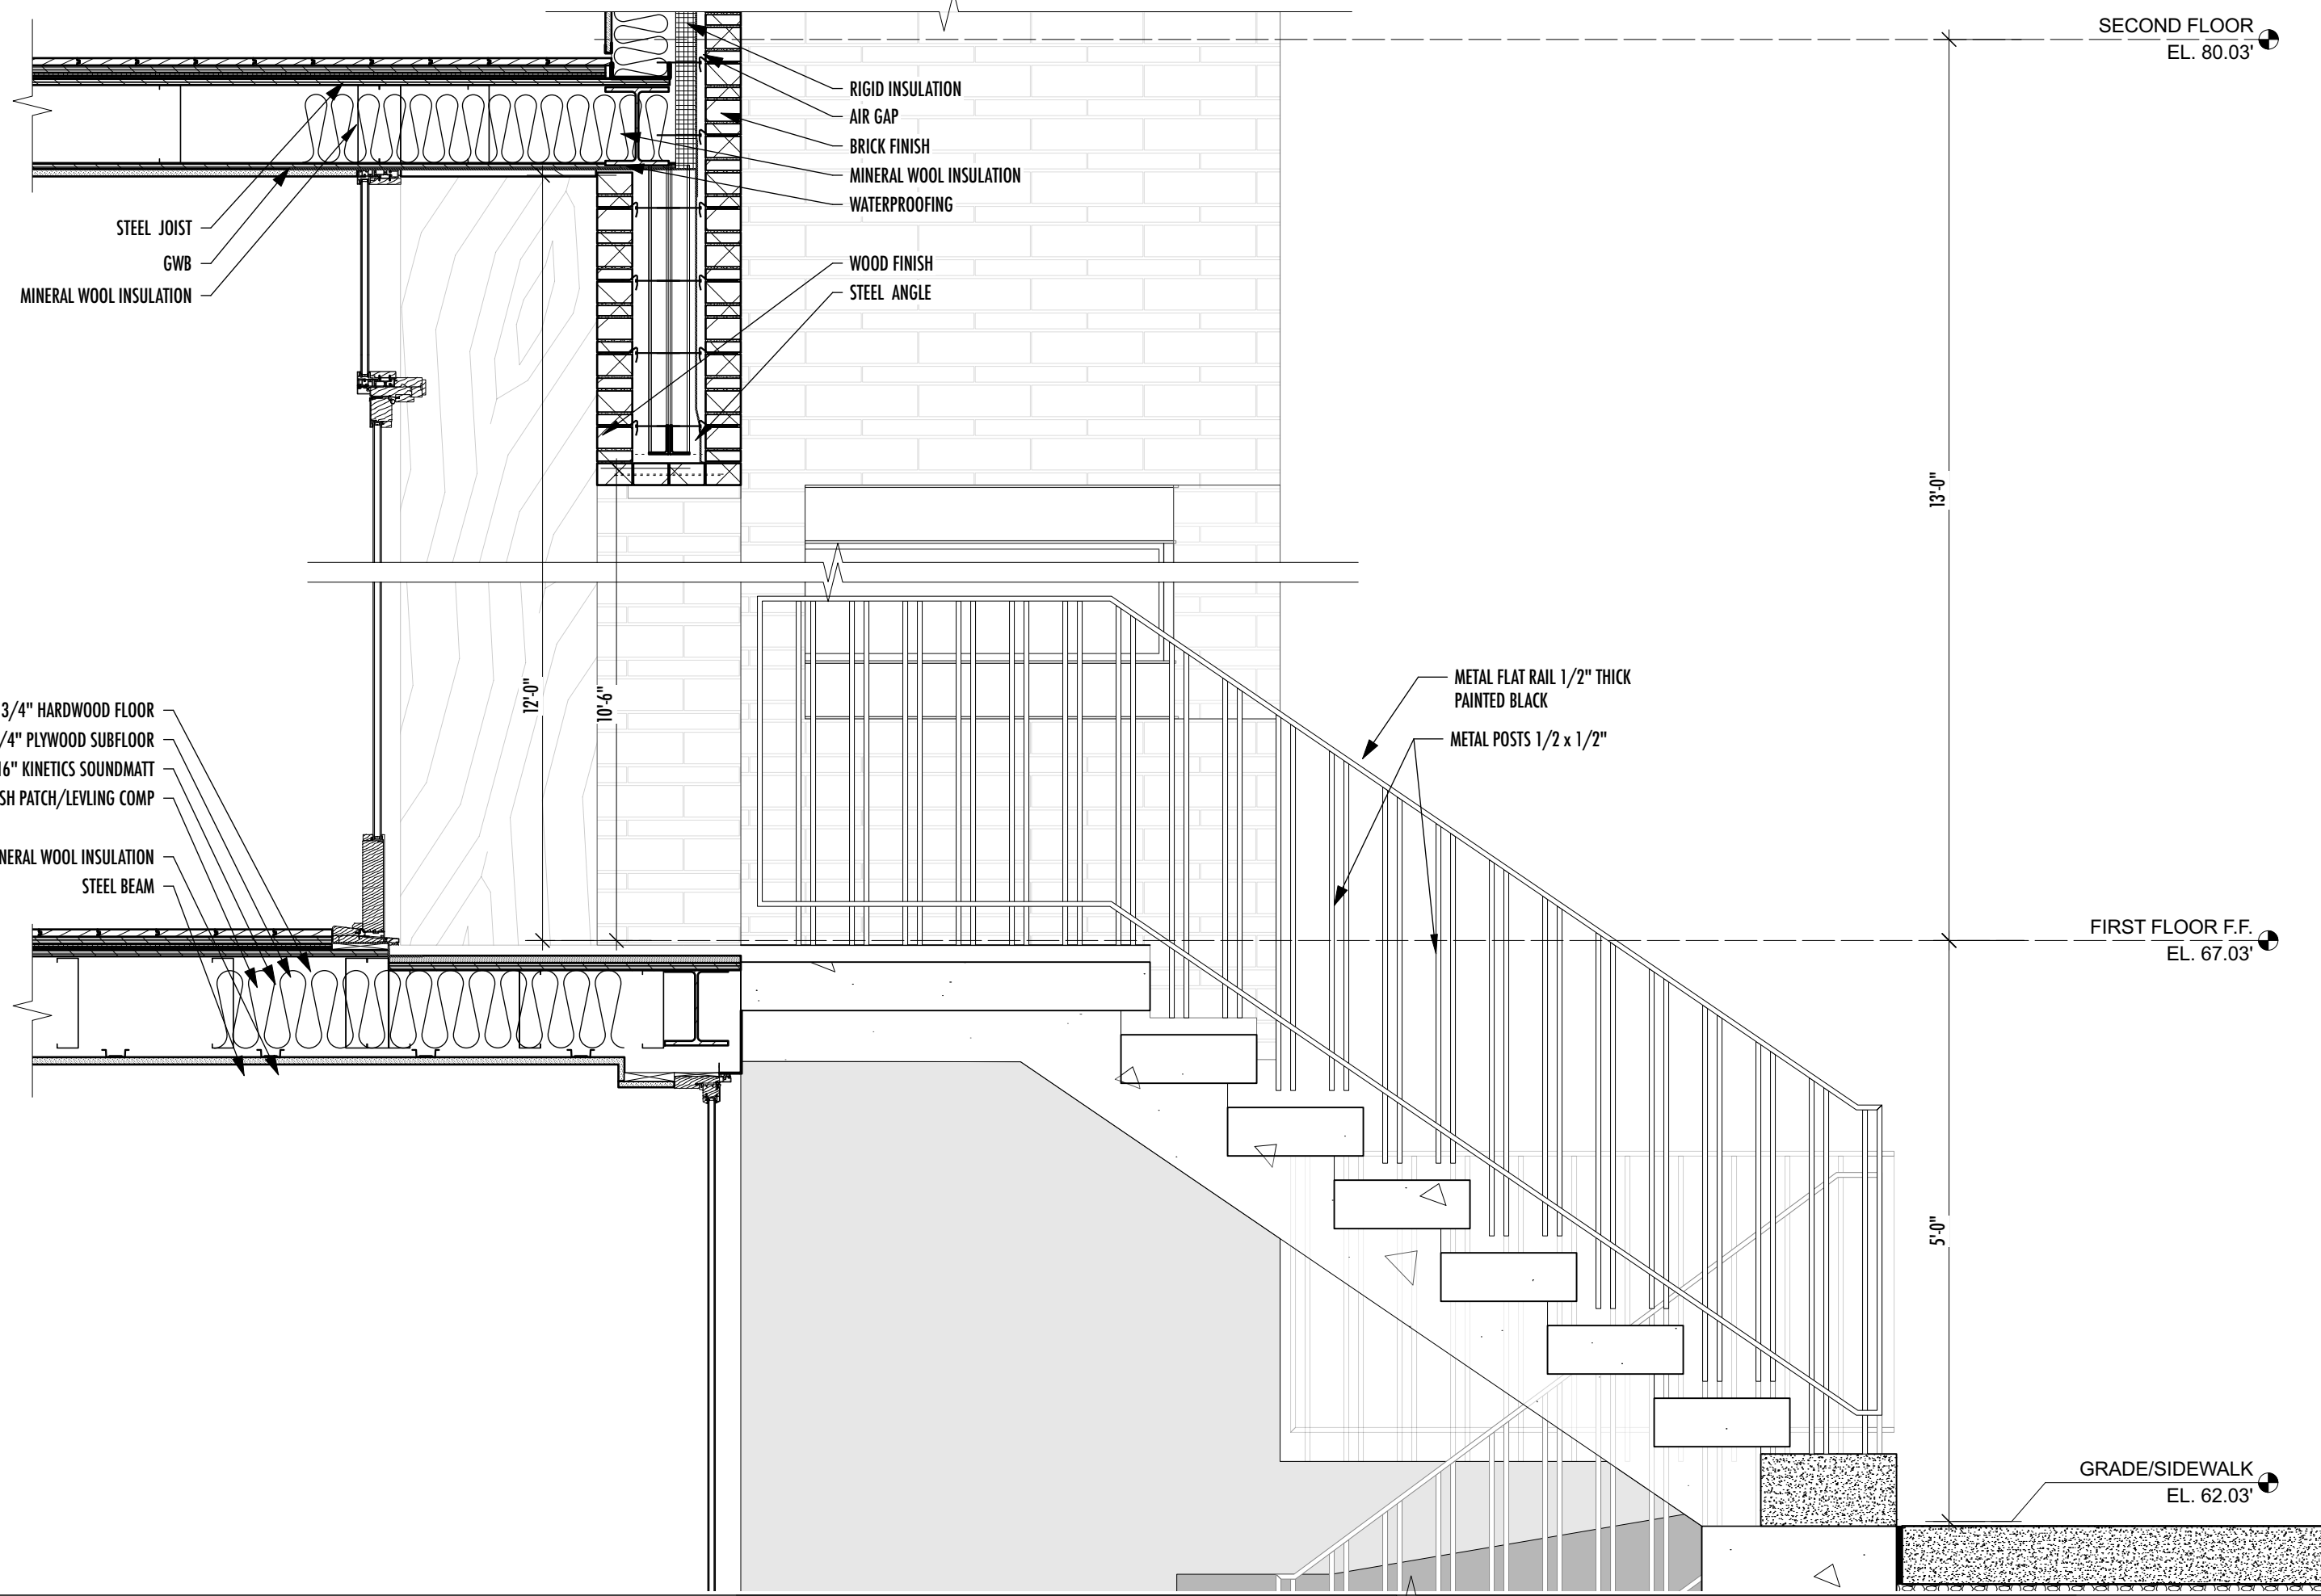 SECOND FLOOR
EL. 80.03'
RIGID INSULATION
AIR GAP
BRICK FINISH
MINERAL WOOL INSULATION
WATERPROOFING
STEEL JOIST
GWB
MINERAL WOOL INSULATION
WOOD FINISH
STEEL ANGLE
13'-0"
12'-0"
10'-6"
METAL FLAT RAIL 1/2" THICK
PAINTED BLACK
METAL POSTS 1/2 x 1/2"
3/4" HARDWOOD FLOOR
/4" PLYWOOD SUBFLOOR
16" KINETICS SOUNDMATT
SH PATCH/LEVLING COMP
NERAL WOOL INSULATION
STEEL BEAM
FIRST FLOOR F.F.
EL. 67.03'
5'-0"
GRADE/SIDEWALK
EL. 62.03'